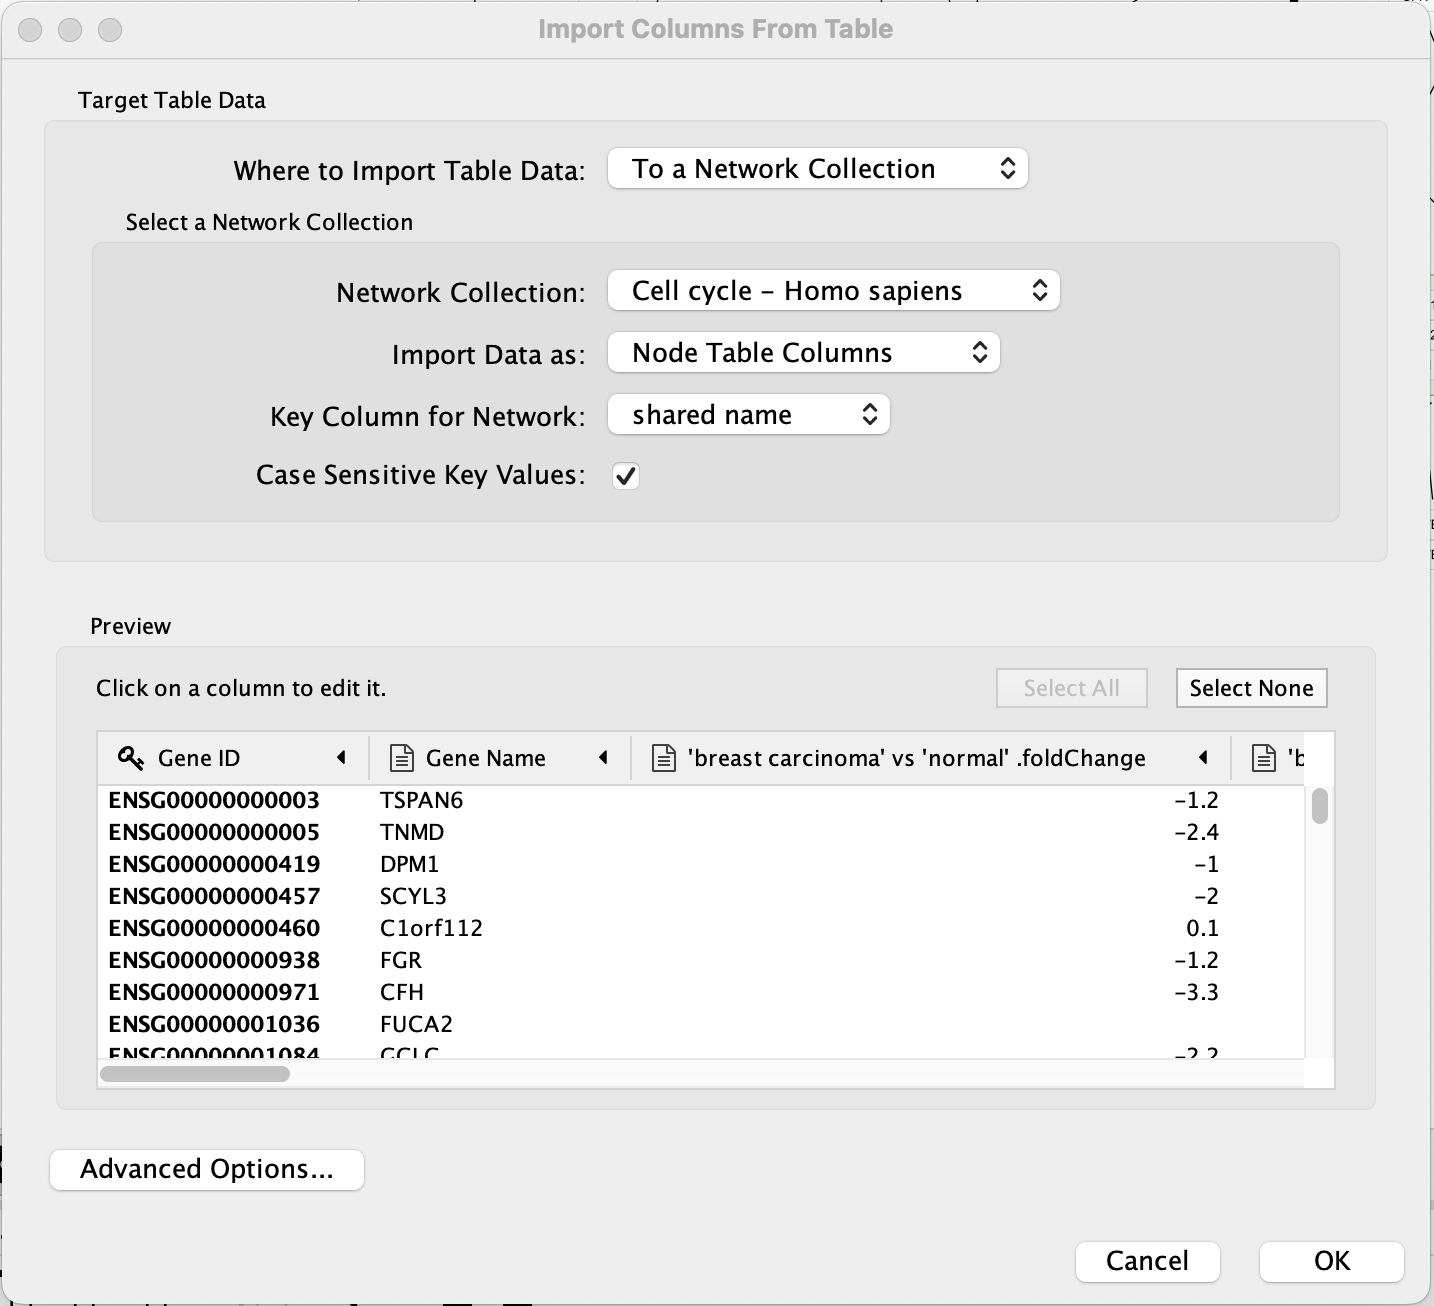 Import Columns From Table
Target Table Data
Where to Import Table Data: To a Network Collection
Select a Network Collection
Network Collection: Cell cycle – Homo sapiens
Import Data as: Node Table Columns
Key Column for Network: shared name
Case Sensitive Key Values:
Preview
Click on a column to edit it. Select All Select None
Gene ID Gene Name 'breast carcinoma' vs 'normal' .foldChange 'b
ENSG00000000003 TSPAN6 -1.2
ENSG00000000005 TNMD -2.4
ENSG00000000419 DPM1 -1
ENSG00000000457 SCYL3 -2
ENSG00000000460 C1orf112 0.1
ENSG00000000938 FGR -1.2
ENSG00000000971 CFH -3.3
ENSG00000001036 FUCA2
ENSG00000001084 GCLC -2.2
Advanced Options...
Cancel OK